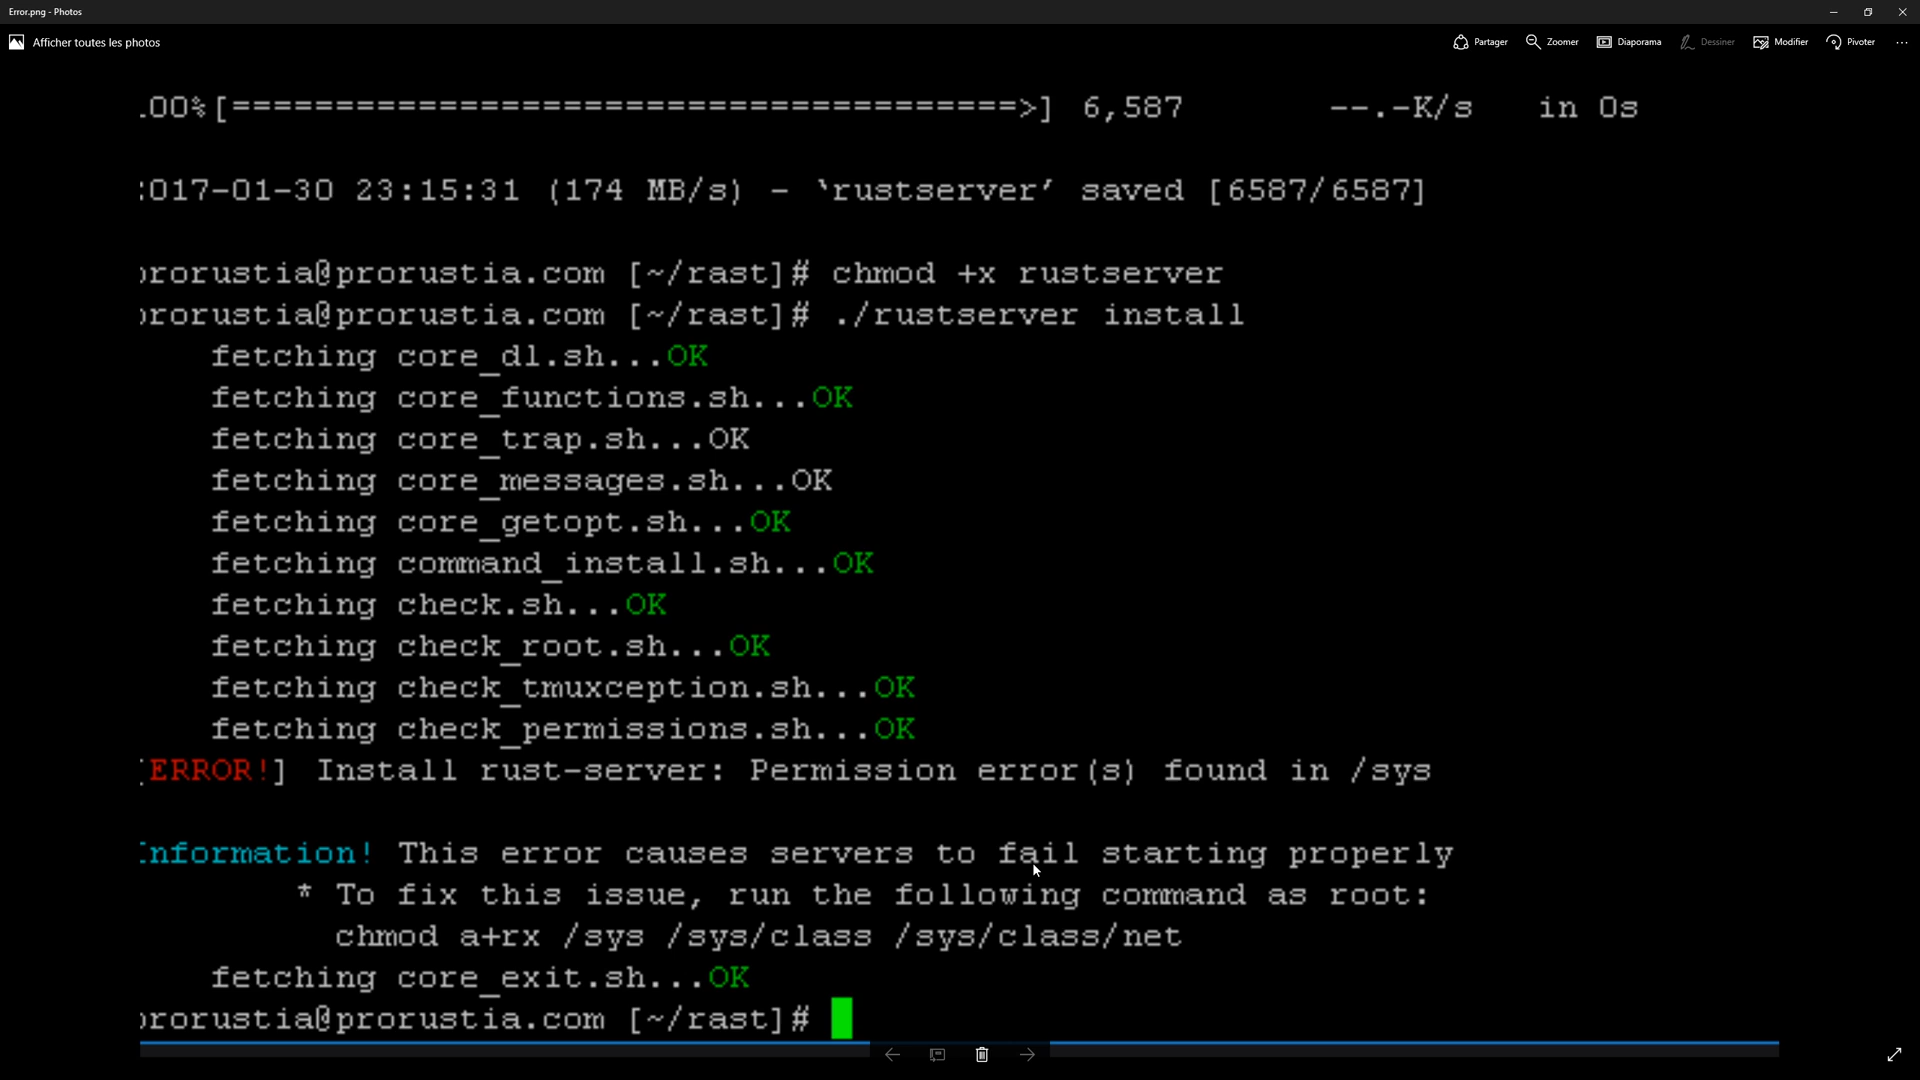 Error.png - Photos
Afficher toutes les photos
Partager
Zoomer
Diaporama
Dessiner
Modifier
Pivoter
00%[======================================>] 6,587 --.-K/s in 0s
017-01-30 23:15:31 (174 MB/s) - ‘rustserver’ saved [6587/6587]
prorustia@prorustia.com [~/rast]# chmod +x rustserver
prorustia@prorustia.com [~/rast]# ./rustserver install
fetching core_dl.sh...OK
fetching core_functions.sh...OK
fetching core_trap.sh...OK
fetching core_messages.sh...OK
fetching core_getopt.sh...OK
fetching command_install.sh...OK
fetching check.sh...OK
fetching check_root.sh...OK
fetching check_tmuxception.sh...OK
fetching check_permissions.sh...OK
[ERROR!] Install rust-server: Permission error(s) found in /sys
Information! This error causes servers to fail starting properly
* To fix this issue, run the following command as root:
chmod a+rx /sys /sys/class /sys/class/net
fetching core_exit.sh...OK
prorustia@prorustia.com [~/rast]#